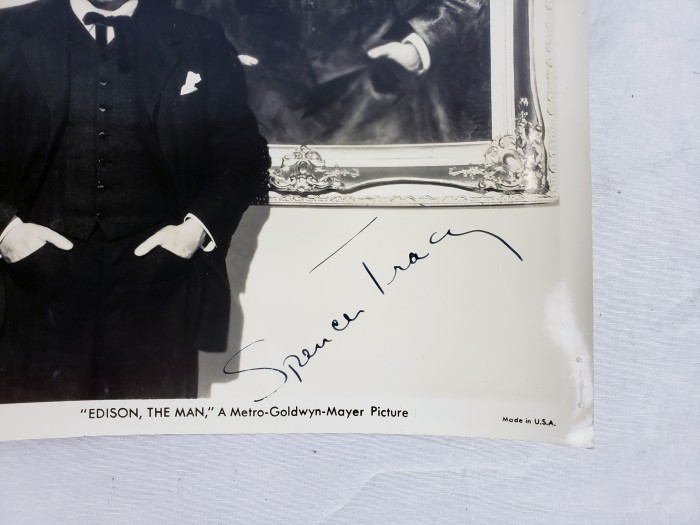 Spencer Tracy
"EDISON, THE MAN," A Metro-Goldwyn-Mayer Picture
Made in U.S.A.